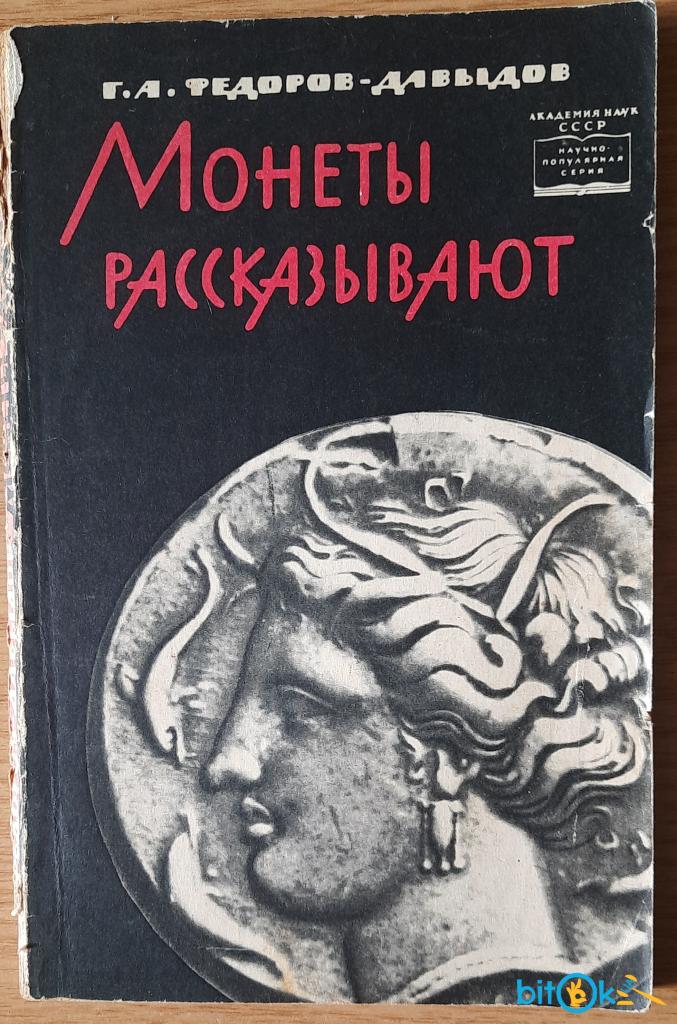 Г.А. ФЕДОРОВ-ДАВЫДОВ
МОНЕТЫ
РАССКАЗЫВАЮТ
АКАДЕМИЯ НАУК
СССР
НАУЧНО-
ПОПУЛЯРНАЯ
СЕРИЯ
bitOk